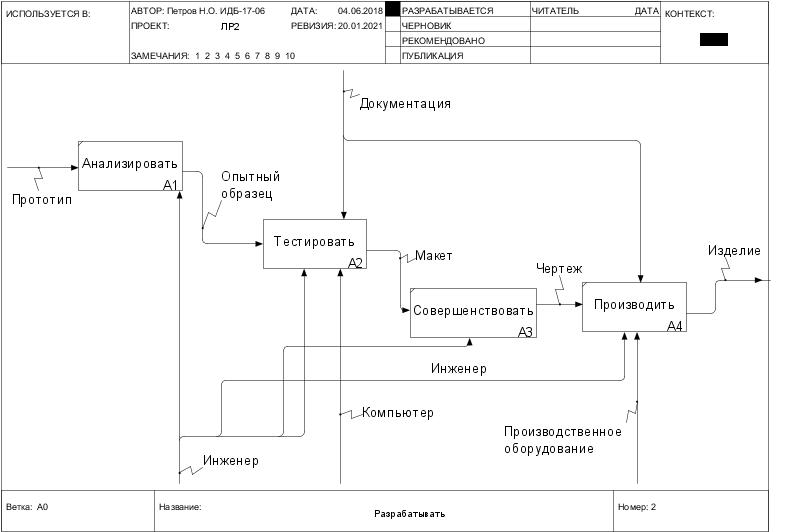 ИСПОЛЬЗУЕТСЯ В:
АВТОР: Петров Н.О. ИДБ-17-06
ДАТА: 04.06.2018
РАЗРАБАТЫВАЕТСЯ
ЧИТАТЕЛЬ
ДАТА
КОНТЕКСТ:
ПРОЕКТ: ЛР2
РЕВИЗИЯ: 20.01.2021
ЧЕРНОВИК
РЕКОМЕНДОВАНО
ЗАМЕЧАНИЯ: 1 2 3 4 5 6 7 8 9 10
ПУБЛИКАЦИЯ
Документация
Анализировать
A1
Прототип
Опытный
образец
Тестировать
A2
Макет
Изделие
Чертеж
Совершенствовать
A3
Производить
A4
Инженер
Компьютер
Производственное
оборудование
Инженер
Ветка: A0
Название:
Разрабатывать
Номер: 2